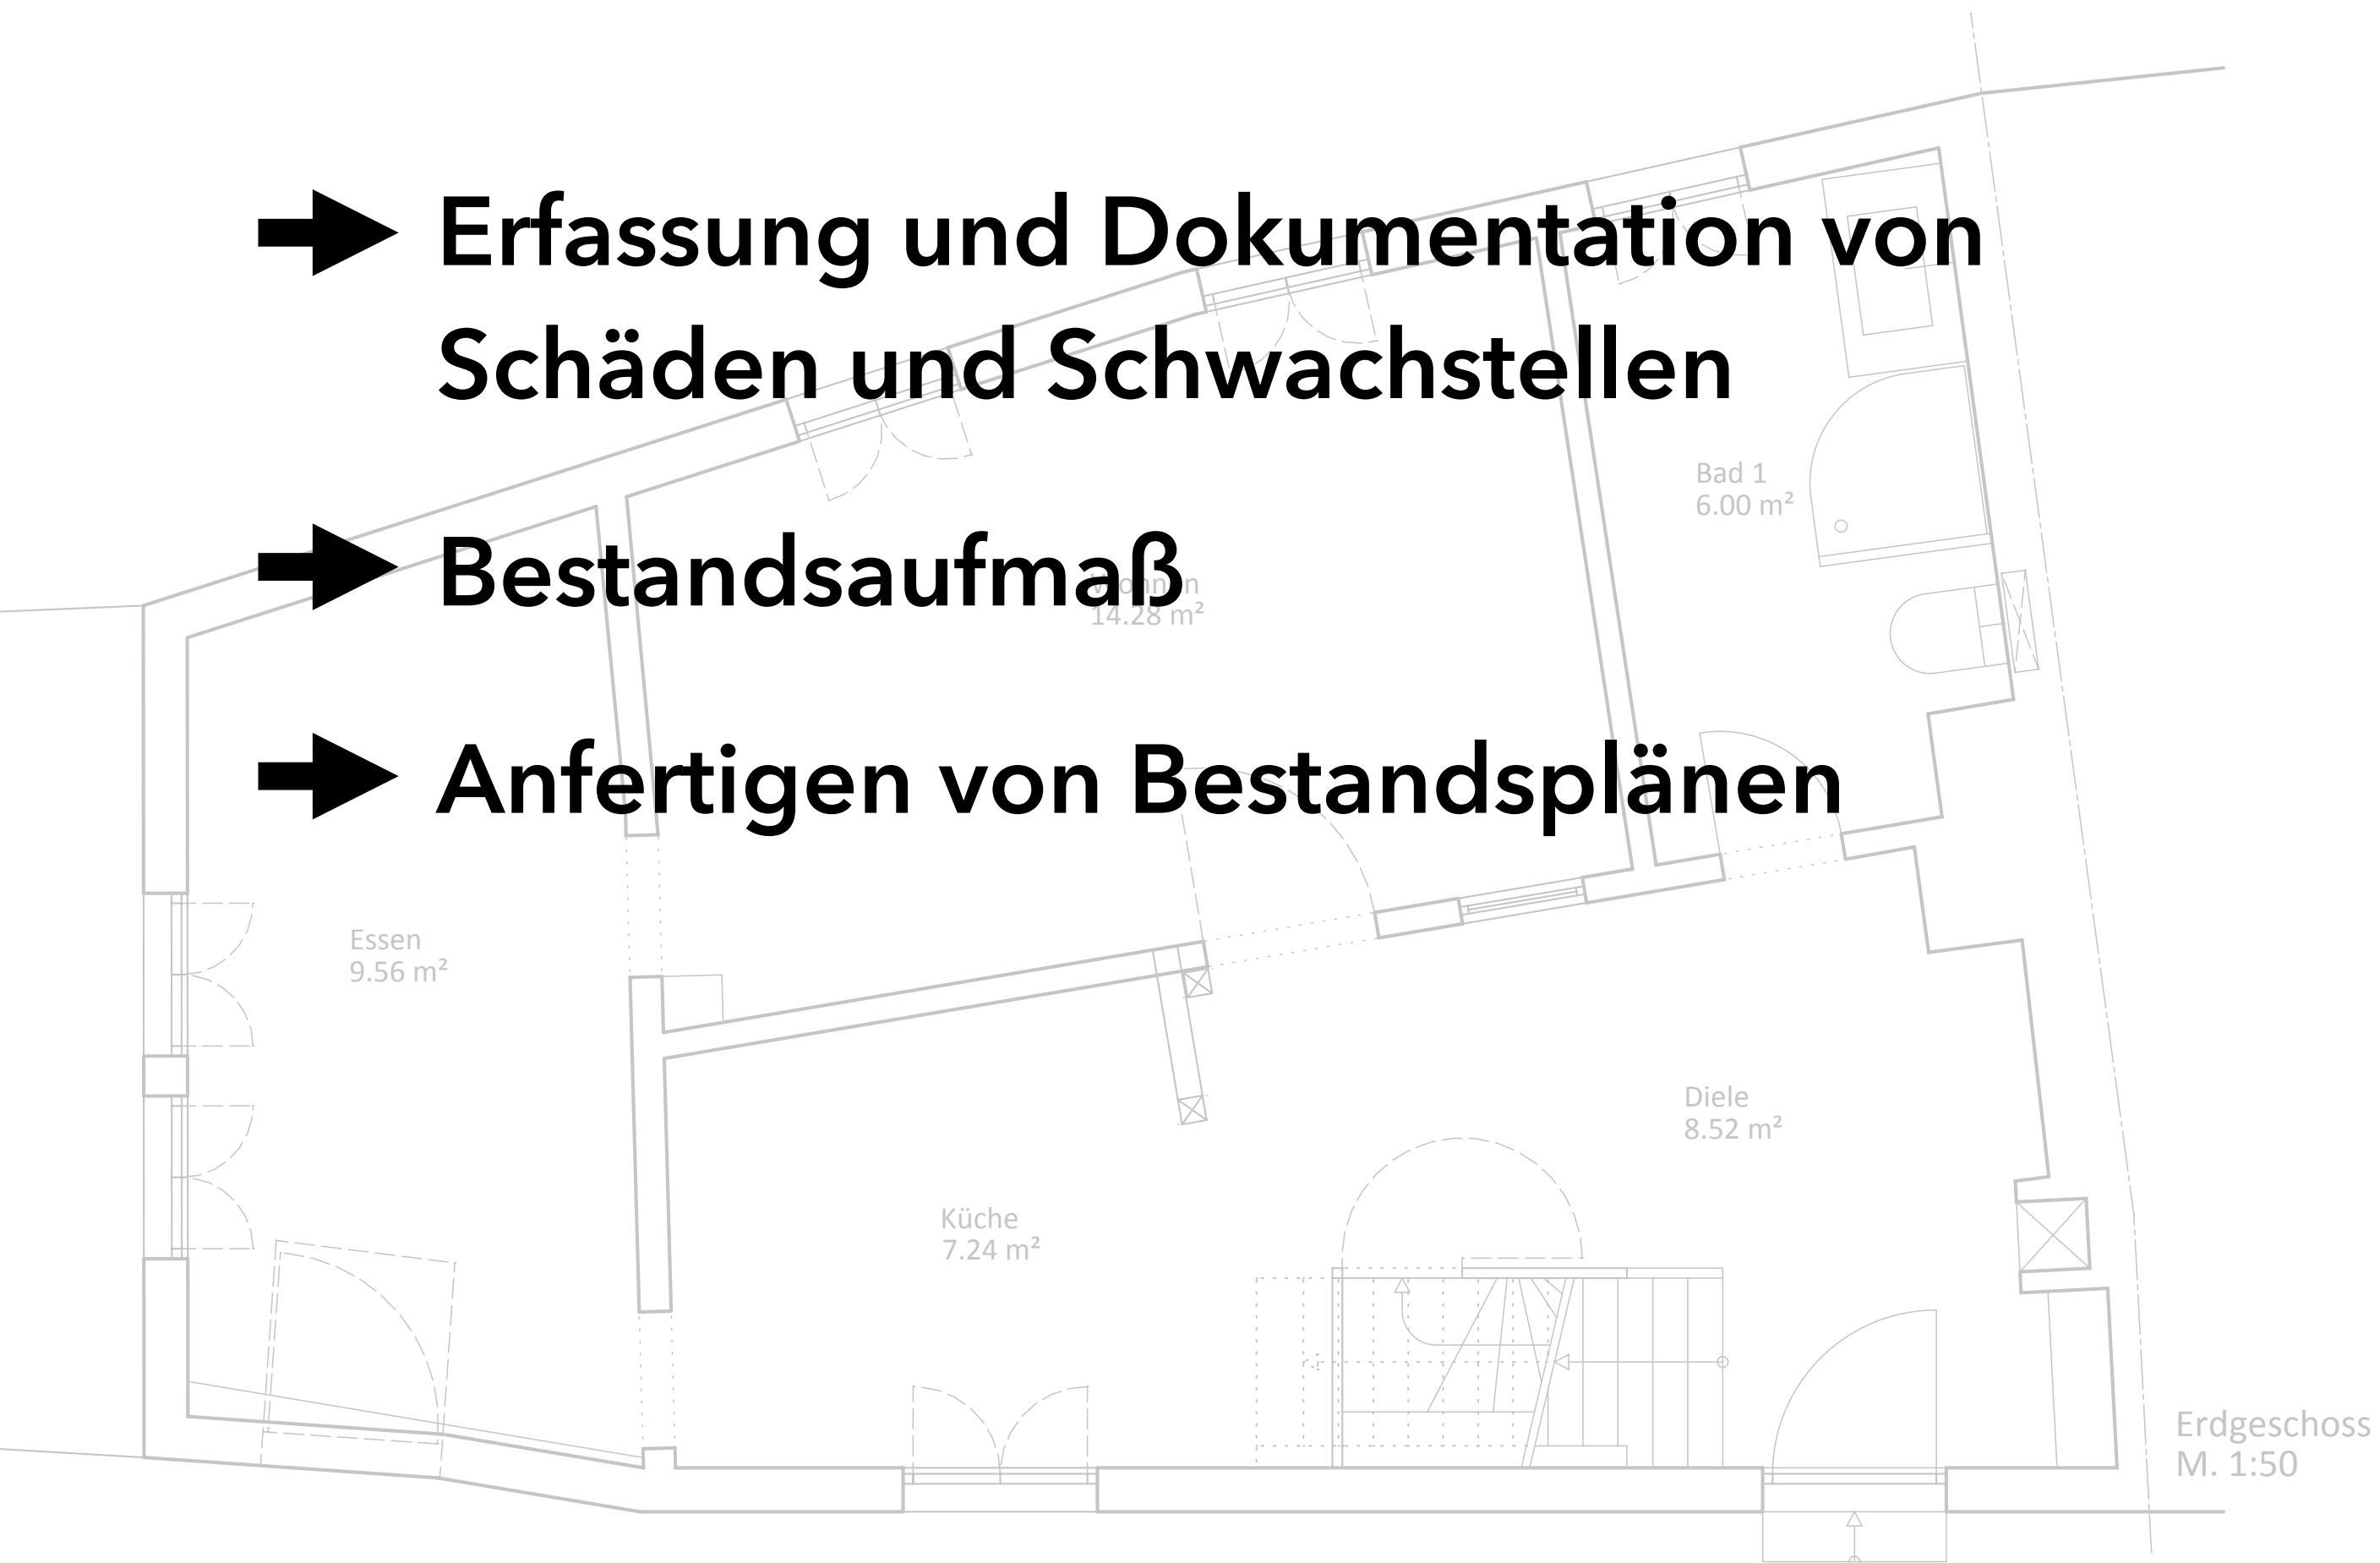 Erfassung und Dokumentation von
Schäden und Schwachstellen
Bestandsaufmaß
Anfertigen von Bestandsplänen
Bad 1
6.00 m²
Wohnen
14.28 m²
Essen
9.56 m²
Diele
8.52 m²
Küche
7.24 m²
Erdgeschoss
M. 1:50